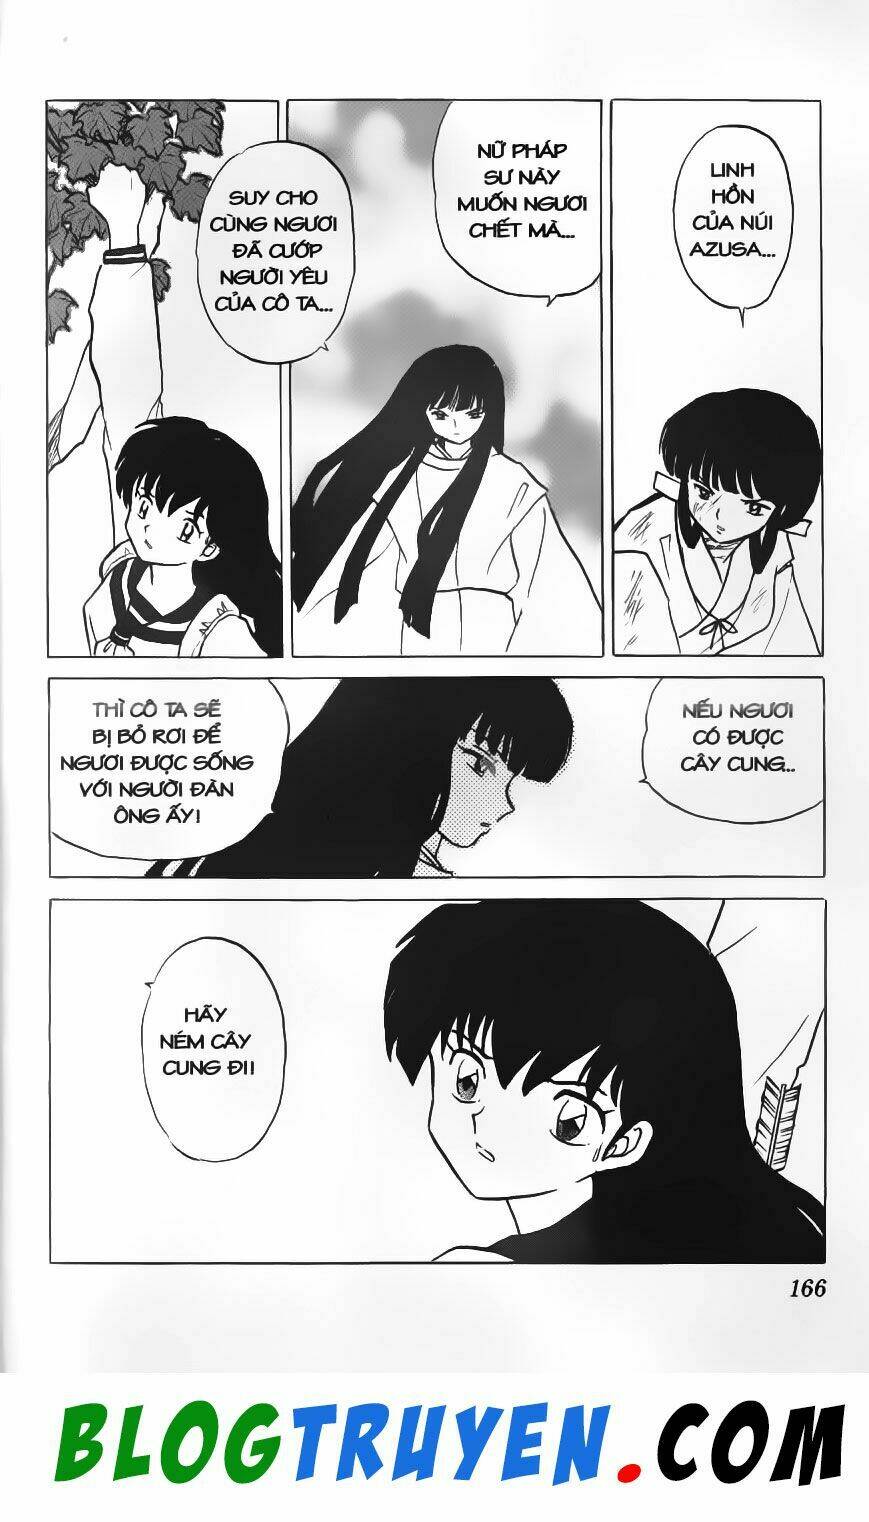 LINH
HỒN
CỦA NÚI
AZUSA...
NỮ PHÁP
SƯ NÀY
MUỐN NGƯƠI
CHẾT MÀ...
SUY CHO
CÙNG NGƯƠI
ĐÃ CƯỚP
NGƯỜI YÊU
CỦA CÔ TA...
NẾU NGƯƠI
CÓ ĐƯỢC
CÂY CUNG...
THÌ CÔ TA SẼ
BỊ BỎ RƠI ĐỂ
NGƯƠI ĐƯỢC SỐNG
VỚI NGƯỜI ĐÀN
ÔNG ẤY!
HÃY
NÉM CÂY
CUNG ĐI!
166
BLOGTRUYEN.COM